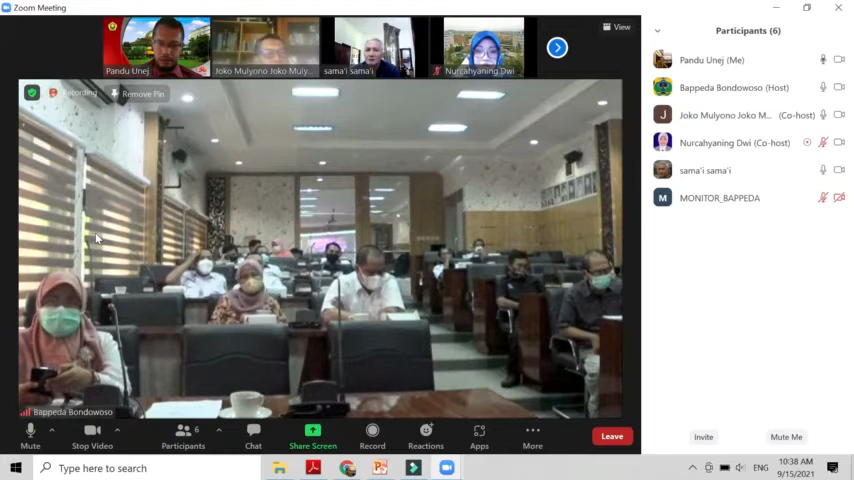 Zoom Meeting
View
Pandu Unej
Joko Mulyono Joko Muly...
sama'i sama'i
Nurcahyaning Dwi
Recording
Remove Pin
Bappeda Bondowoso
Participants (6)
Pandu Unej (Me)
Bappeda Bondowoso (Host)
J
Joko Mulyono Joko M... (Co-host)
Nurcahyaning Dwi (Co-host)
sama'i sama'i
M
MONITOR_BAPPEDA
6
Mute
Stop Video
Participants
Chat
Share Screen
Record
Reactions
Apps
More
Leave
Invite
Mute Me
Type here to search
ENG
10:38 AM
9/15/2021